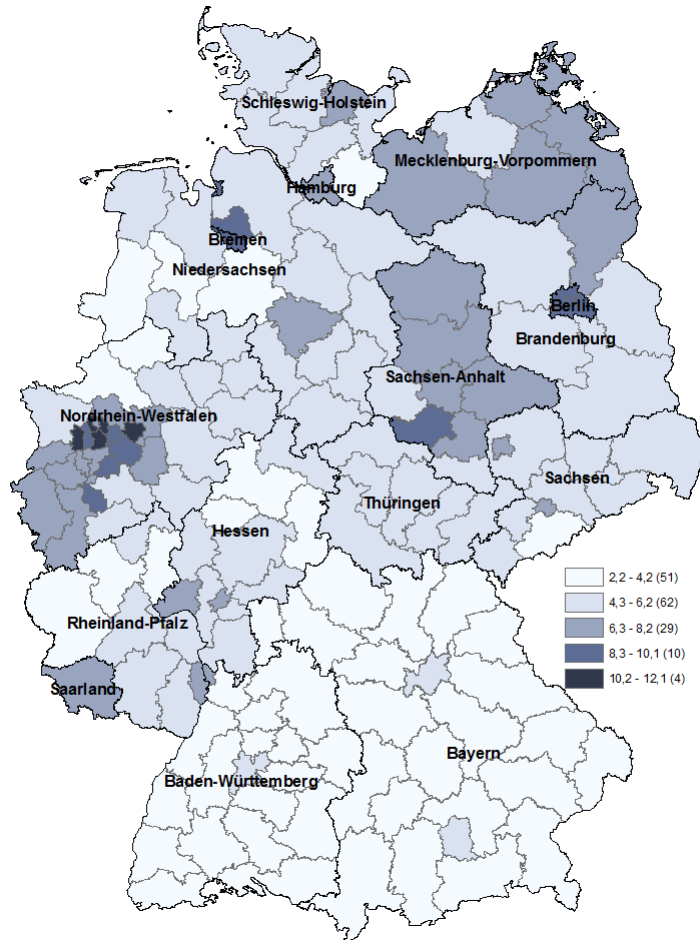 Schleswig-Holstein
Mecklenburg-Vorpommern
Hamburg
Bremen
Niedersachsen
Berlin
Brandenburg
Sachsen-Anhalt
Nordrhein-Westfalen
Sachsen
Thüringen
Hessen
2,2 - 4,2 (51)
4,3 - 6,2 (62)
6,3 - 8,2 (29)
8,3 - 10,1 (10)
10,2 - 12,1 (4)
Rheinland-Pfalz
Saarland
Bayern
Baden-Württemberg